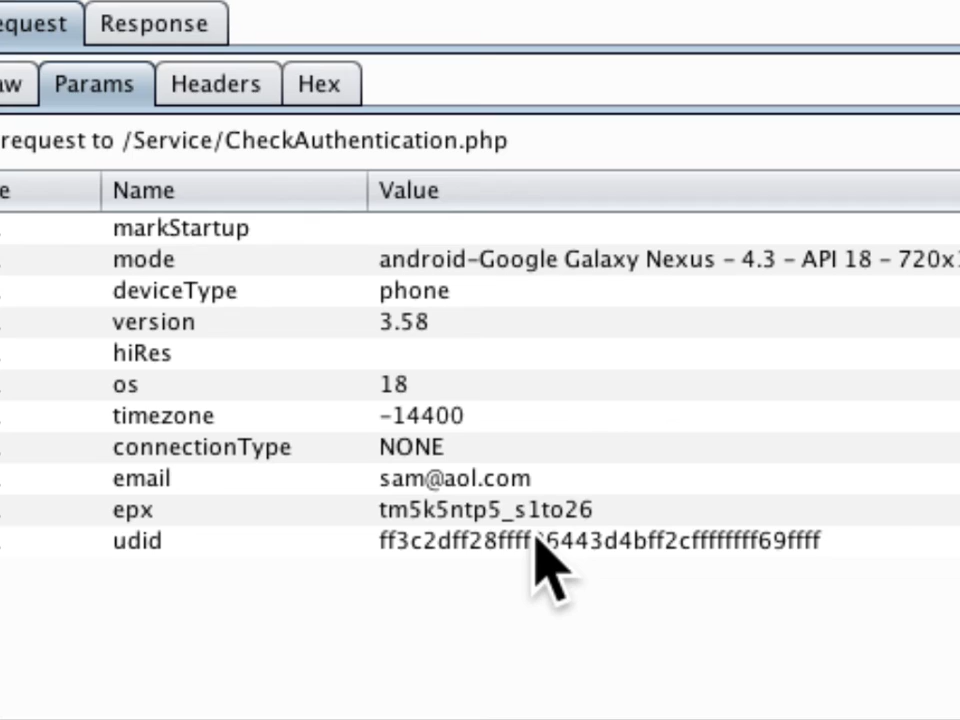 equest Response
aw Params Headers Hex
request to /Service/CheckAuthentication.php
e Name Value
markStartup
mode android-Google Galaxy Nexus - 4.3 - API 18 - 720x
deviceType phone
version 3.58
hiRes
os 18
timezone -14400
connectionType NONE
email sam@aol.com
epx tm5k5ntp5_s1to26
udid